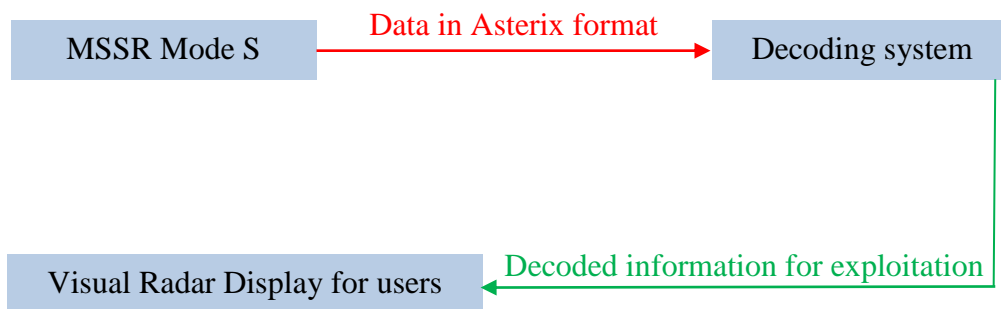 Data in Asterix format
MSSR Mode S
Decoding system
Decoded information for exploitation
Visual Radar Display for users